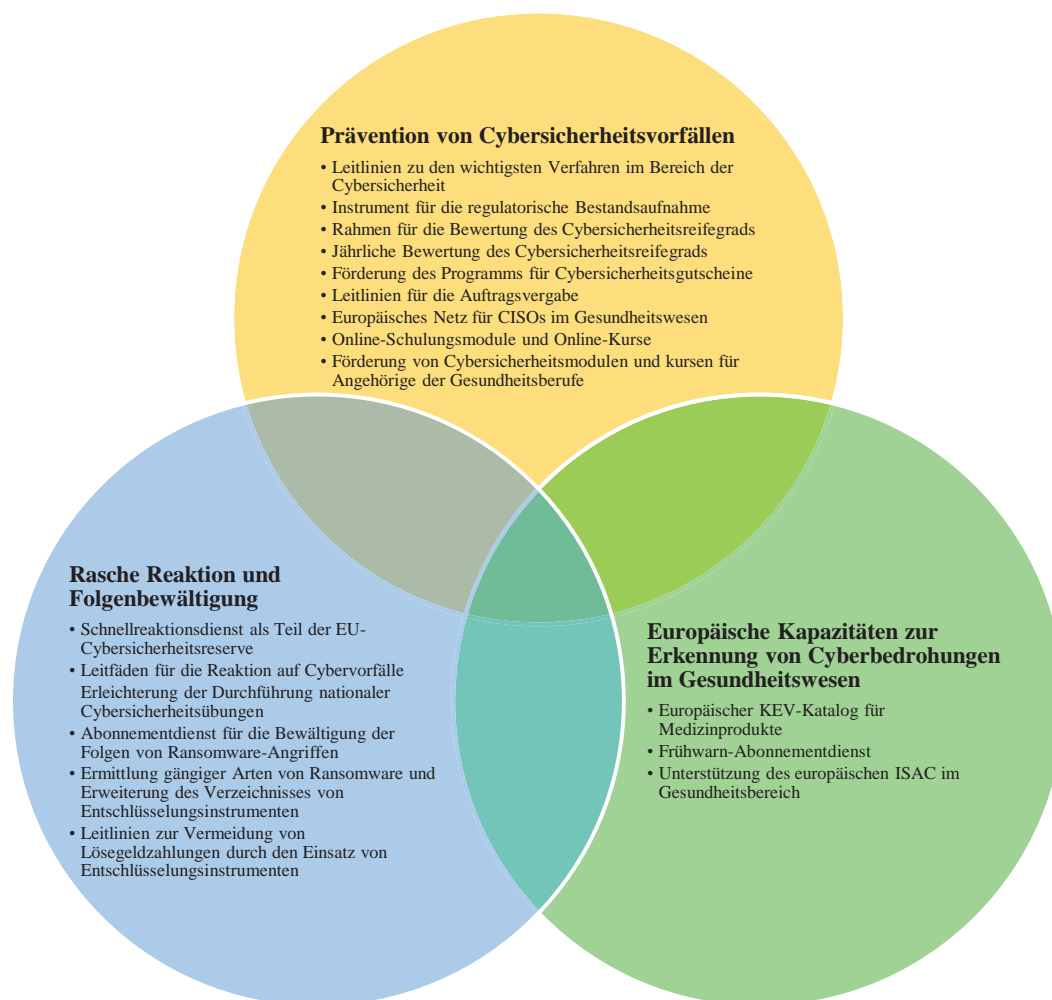 Prävention von Cybersicherheitsvorfällen
• Leitlinien zu den wichtigsten Verfahren im Bereich der
Cybersicherheit
• Instrument für die regulatorische Bestandsaufnahme
• Rahmen für die Bewertung des Cybersicherheitsreifegrads
• Jährliche Bewertung des Cybersicherheitsreifegrads
• Förderung des Programms für Cybersicherheitsgutscheine
• Leitlinien für die Auftragsvergabe
• Europäisches Netz für CISOs im Gesundheitswesen
• Online-Schulungsmodule und Online-Kurse
• Förderung von Cybersicherheitsmodulen und kursen für
Angehörige der Gesundheitsberufe
Rasche Reaktion und
Folgenbewältigung
• Schnellreaktionsdienst als Teil der EU-
Cybersicherheitsreserve
• Leitfäden für die Reaktion auf Cybervorfälle
Erleichterung der Durchführung nationaler
Cybersicherheitsübungen
• Abonnementdienst für die Bewältigung der
Folgen von Ransomware-Angriffen
• Ermittlung gängiger Arten von Ransomware und
Erweiterung des Verzeichnisses von
Entschlüsselungsinstrumenten
• Leitlinien zur Vermeidung von
Lösegeldzahlungen durch den Einsatz von
Entschlüsselungsinstrumenten
Europäische Kapazitäten zur
Erkennung von Cyberbedrohungen
im Gesundheitswesen
• Europäischer KEV-Katalog für
Medizinprodukte
• Frühwarn-Abonnementdienst
• Unterstützung des europäischen ISAC im
Gesundheitsbereich